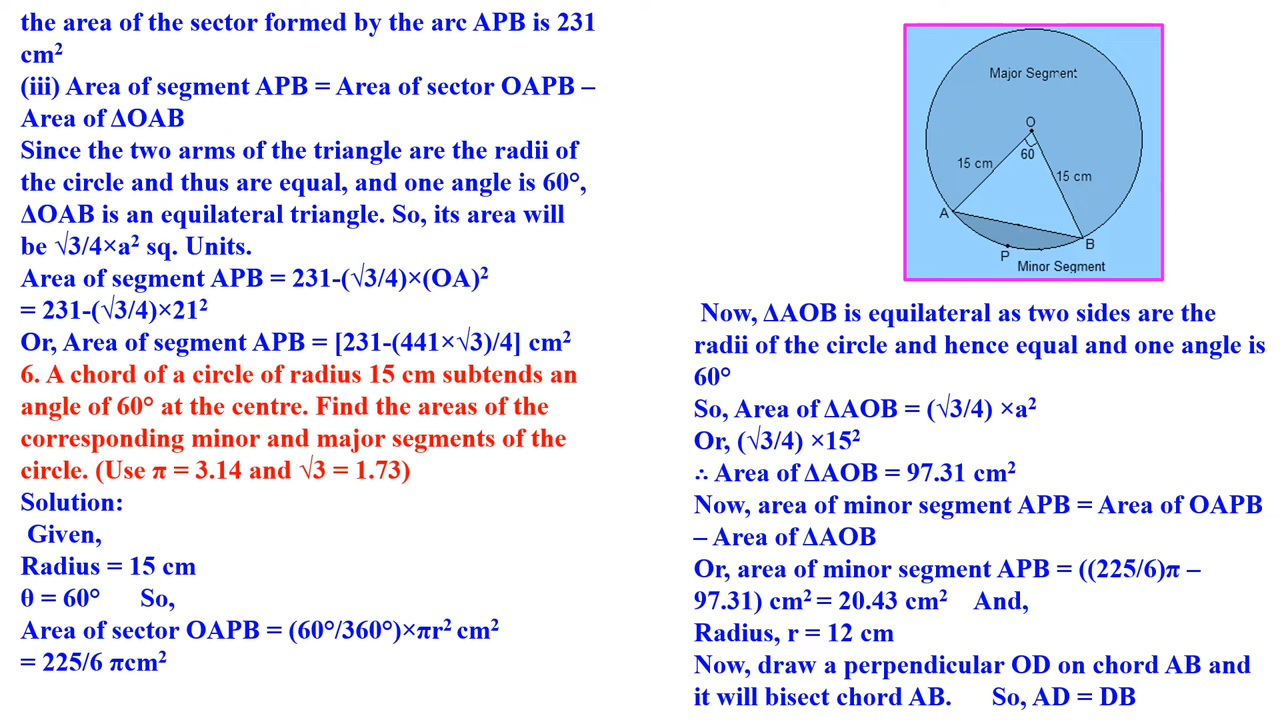 the area of the sector formed by the arc APB is 231
cm²
(iii) Area of segment APB = Area of sector OAPB –
Area of ΔOAB
Since the two arms of the triangle are the radii of
the circle and thus are equal, and one angle is 60°,
ΔOAB is an equilateral triangle. So, its area will
be √3/4×a² sq. Units.
Area of segment APB = 231-(√3/4)×(OA)²
= 231-(√3/4)×21²
Or, Area of segment APB = [231-(441×√3)/4] cm²
6. A chord of a circle of radius 15 cm subtends an
angle of 60° at the centre. Find the areas of the
corresponding minor and major segments of the
circle. (Use π = 3.14 and √3 = 1.73)
Solution:
Given,
Radius = 15 cm
θ = 60° So,
Area of sector OAPB = (60°/360°)×πr² cm²
= 225/6 πcm²
Major Segment
O
60
15 cm
15 cm
A
B
P
Minor Segment
Now, ΔAOB is equilateral as two sides are the
radii of the circle and hence equal and one angle is
60°
So, Area of ΔAOB = (√3/4) ×a²
Or, (√3/4) ×15²
∴ Area of ΔAOB = 97.31 cm²
Now, area of minor segment APB = Area of OAPB
– Area of ΔAOB
Or, area of minor segment APB = ((225/6)π –
97.31) cm² = 20.43 cm² And,
Radius, r = 12 cm
Now, draw a perpendicular OD on chord AB and
it will bisect chord AB. So, AD = DB